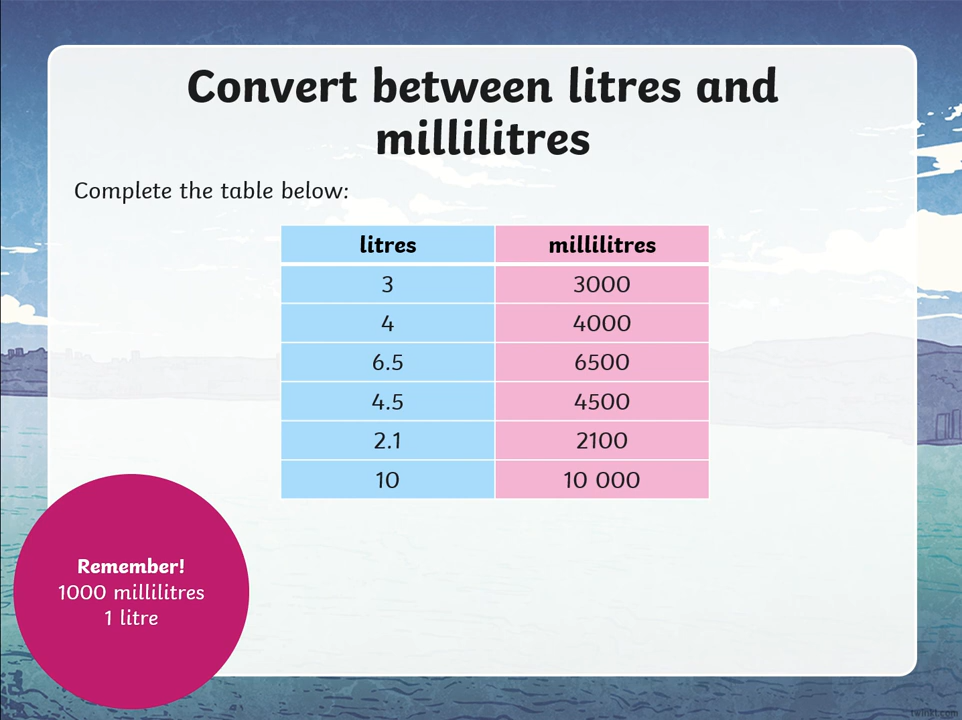 Convert between litres and
millilitres
Complete the table below:
litres millilitres
3 3000
4 4000
6.5 6500
4.5 4500
2.1 2100
10 10 000
Remember!
1000 millilitres
1 litre
twinkl.com